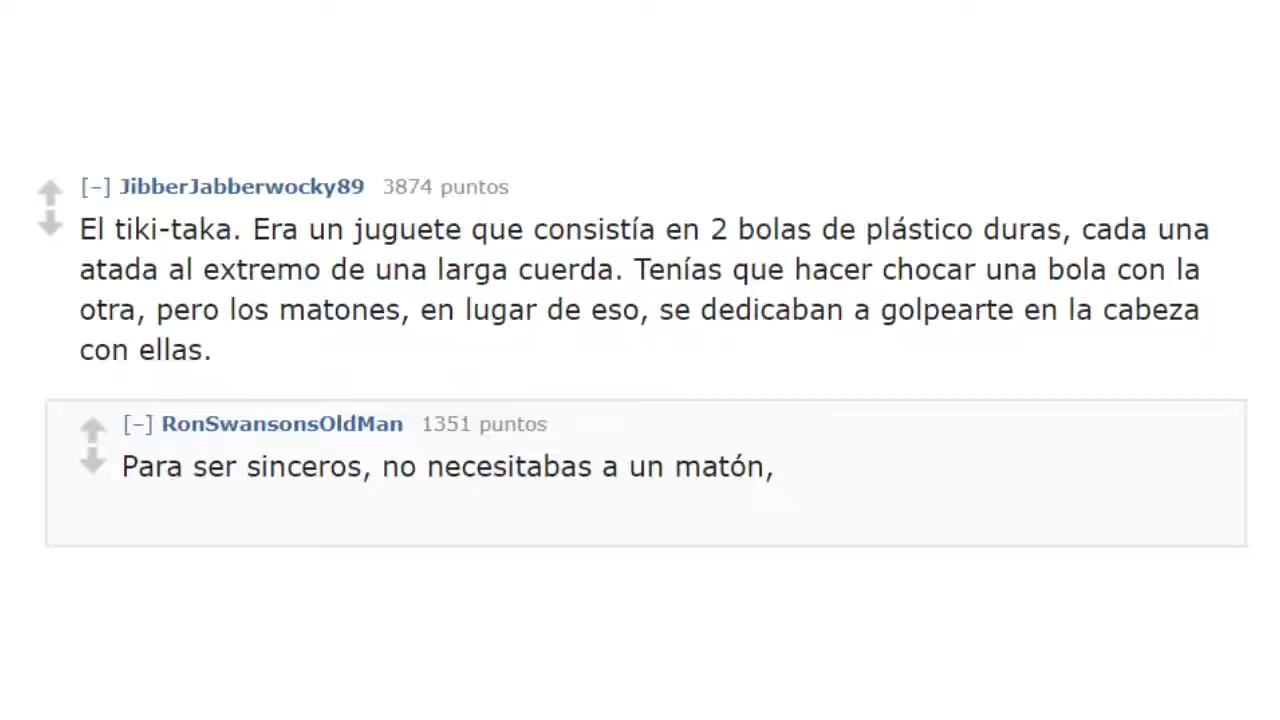 [–] JibberJabberwocky89 3874 puntos
El tiki-taka. Era un juguete que consistía en 2 bolas de plástico duras, cada una
atada al extremo de una larga cuerda. Tenías que hacer chocar una bola con la
otra, pero los matones, en lugar de eso, se dedicaban a golpearte en la cabeza
con ellas.
[–] RonSwansonsOldMan 1351 puntos
Para ser sinceros, no necesitabas a un matón,